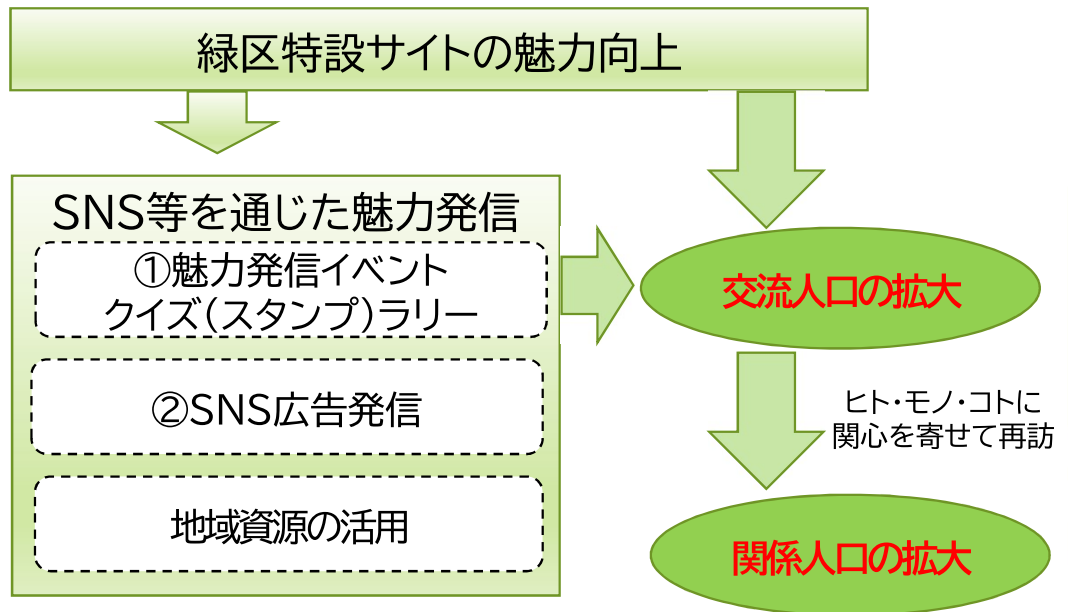 緑区特設サイトの魅力向上
SNS等を通じた魅力発信
①魅力発信イベント
クイズ(スタンプ)ラリー
②SNS広告発信
地域資源の活用
交流人口の拡大
ヒト・モノ・コトに
関心を寄せて再訪
関係人口の拡大